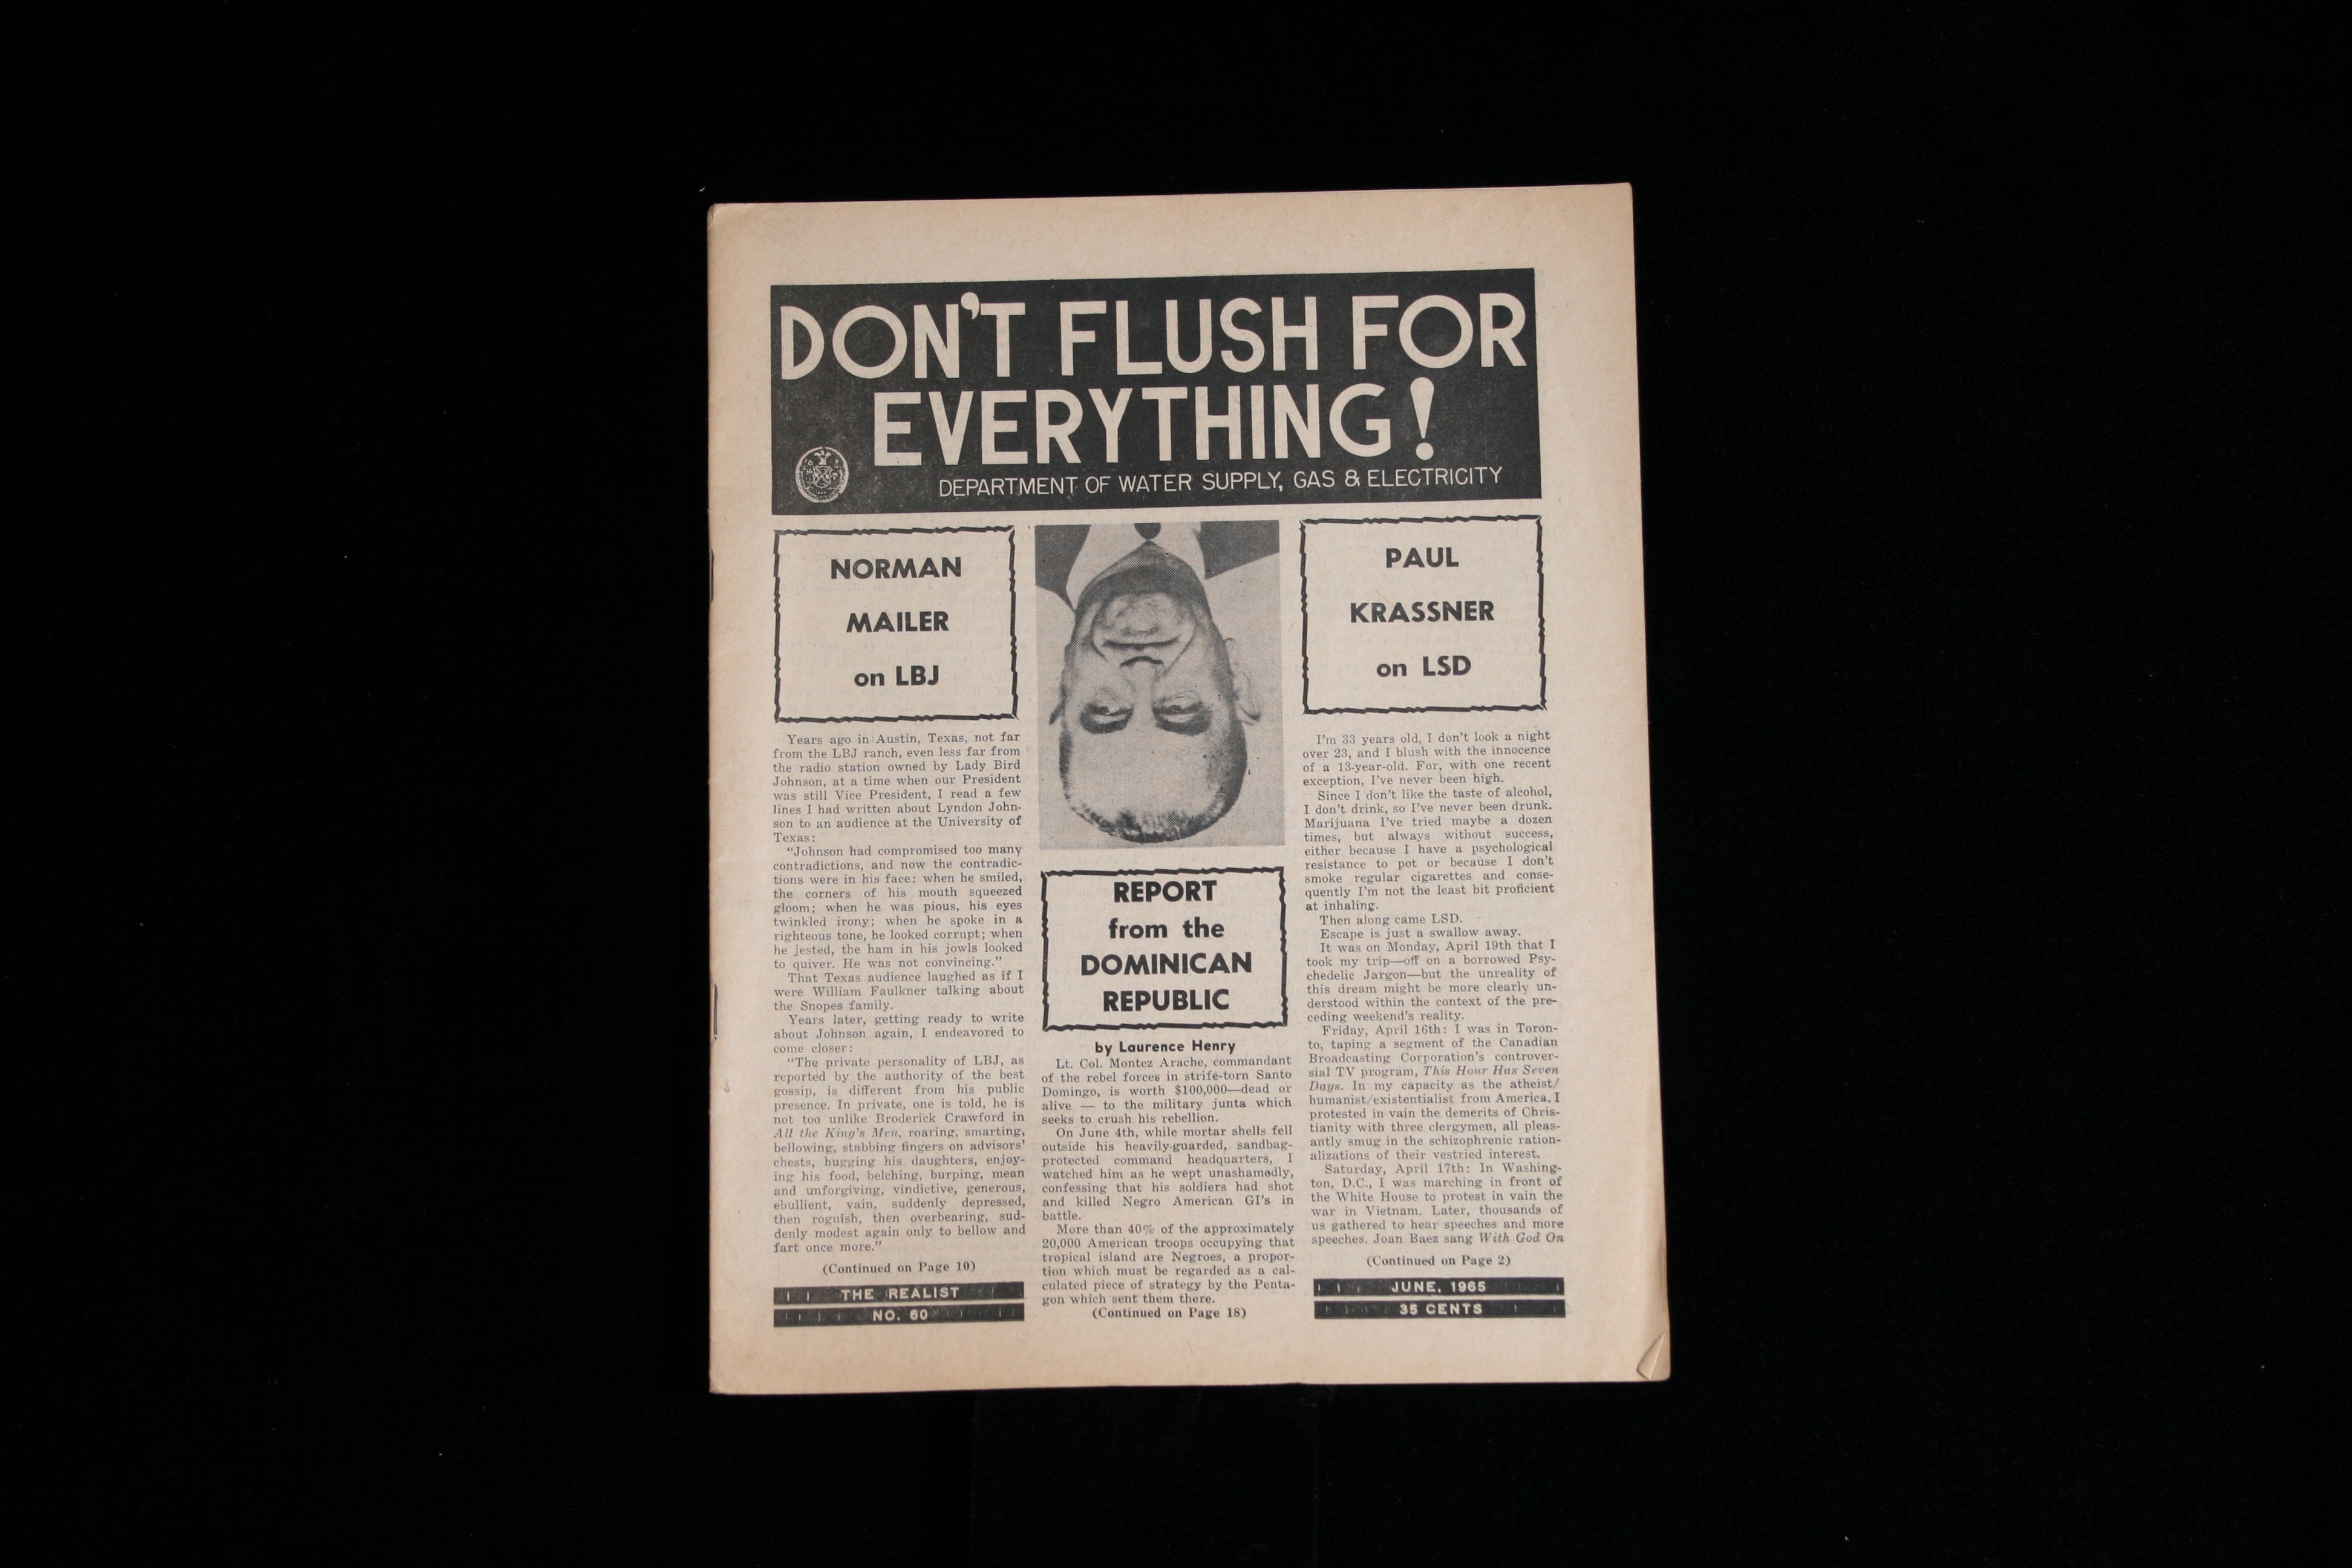 DON'T FLUSH FOR
EVERYTHING!
DEPARTMENT OF WATER SUPPLY, GAS & ELECTRICITY
NORMAN
MAILER
on LBJ
Years ago in Austin, Texas, not far
from the LBJ ranch, even less far from
the radio station owned by Lady Bird
Johnson, at a time when our President
was still Vice President, I read a few
lines I had written about Lyndon John-
son to an audience at the University of
Texas:
"Johnson had compromised too many
contradictions, and now the contradic-
tions were in his face: when he smiled,
the corners of his mouth squeezed
gloom; when he was pious, his eyes
twinkled irony; when he spoke in a
righteous tone, he looked corrupt; when
he jested, the ham in his jowls looked
to quiver. He was not convincing."
That Texas audience laughed as if I
were William Faulkner talking about
the Snopes family.
Years later, getting ready to write
about Johnson again, I endeavored to
come closer:
"The private personality of LBJ, as
reported by the authority of the best
gossip, is different from his public
presence. In private, one is told, he is
not too unlike Broderick Crawford in
All the King's Men, roaring, smarting,
bellowing, stabbing fingers on advisors'
chests, hugging his daughters, enjoy-
ing his food, belching, burping, mean
and unforgiving, vindictive, generous,
ebullient, vain, suddenly depressed,
then roguish, then overbearing, sud-
denly modest again only to bellow and
fart once more."
(Continued on Page 10)
THE REALIST
NO. 60
REPORT
from the
DOMINICAN
REPUBLIC
by Laurence Henry
Lt. Col. Montez Arache, commandant
of the rebel forces in strife-torn Santo
Domingo, is worth $100,000—dead or
alive — to the military junta which
seeks to crush his rebellion.
On June 4th, while mortar shells fell
outside his heavily-guarded, sandbag-
protected command headquarters, I
watched him as he wept unashamedly,
confessing that his soldiers had shot
and killed Negro American GI's in
battle.
More than 40% of the approximately
20,000 American troops occupying that
tropical island are Negroes, a propor-
tion which must be regarded as a cal-
culated piece of strategy by the Penta-
gon which sent them there.
(Continued on Page 18)
PAUL
KRASSNER
on LSD
I'm 33 years old, I don't look a night
over 23, and I blush with the innocence
of a 13-year-old. For, with one recent
exception, I've never been high.
Since I don't like the taste of alcohol,
I don't drink, so I've never been drunk.
Marijuana I've tried maybe a dozen
times, but always without success,
either because I have a psychological
resistance to pot or because I don't
smoke regular cigarettes and conse-
quently I'm not the least bit proficient
at inhaling.
Then along came LSD.
Escape is just a swallow away.
It was on Monday, April 19th that I
took my trip—off on a borrowed Psy-
chedelic Jargon—but the unreality of
this dream might be more clearly un-
derstood within the context of the pre-
ceding weekend's reality.
Friday, April 16th: I was in Toron-
to, taping a segment of the Canadian
Broadcasting Corporation's controver-
sial TV program, This Hour Has Seven
Days. In my capacity as the atheist/
humanist/existentialist from America, I
protested in vain the demerits of Chris-
tianity with three clergymen, all pleas-
antly smug in the schizophrenic ration-
alizations of their vestried interest.
Saturday, April 17th: In Washing-
ton, D.C., I was marching in front of
the White House to protest in vain the
war in Vietnam. Later, thousands of
us gathered to hear speeches and more
speeches. Joan Baez sang With God On
(Continued on Page 2)
JUNE, 1965
35 CENTS